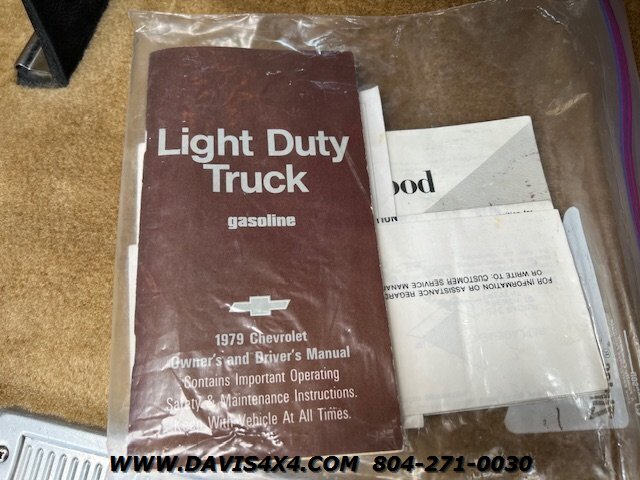 Light Duty
Truck
gasoline
1979 Chevrolet
Owner's and Driver's Manual
Contains Important Operating
Safety & Maintenance Instructions.
Keep With Vehicle At All Times.
ood
FOR INFORMATION OR ASSISTANCE REGARD
OR WRITE TO: CUSTOMER SERVICE MANA
WWW.DAVIS4X4.COM 804-271-0030